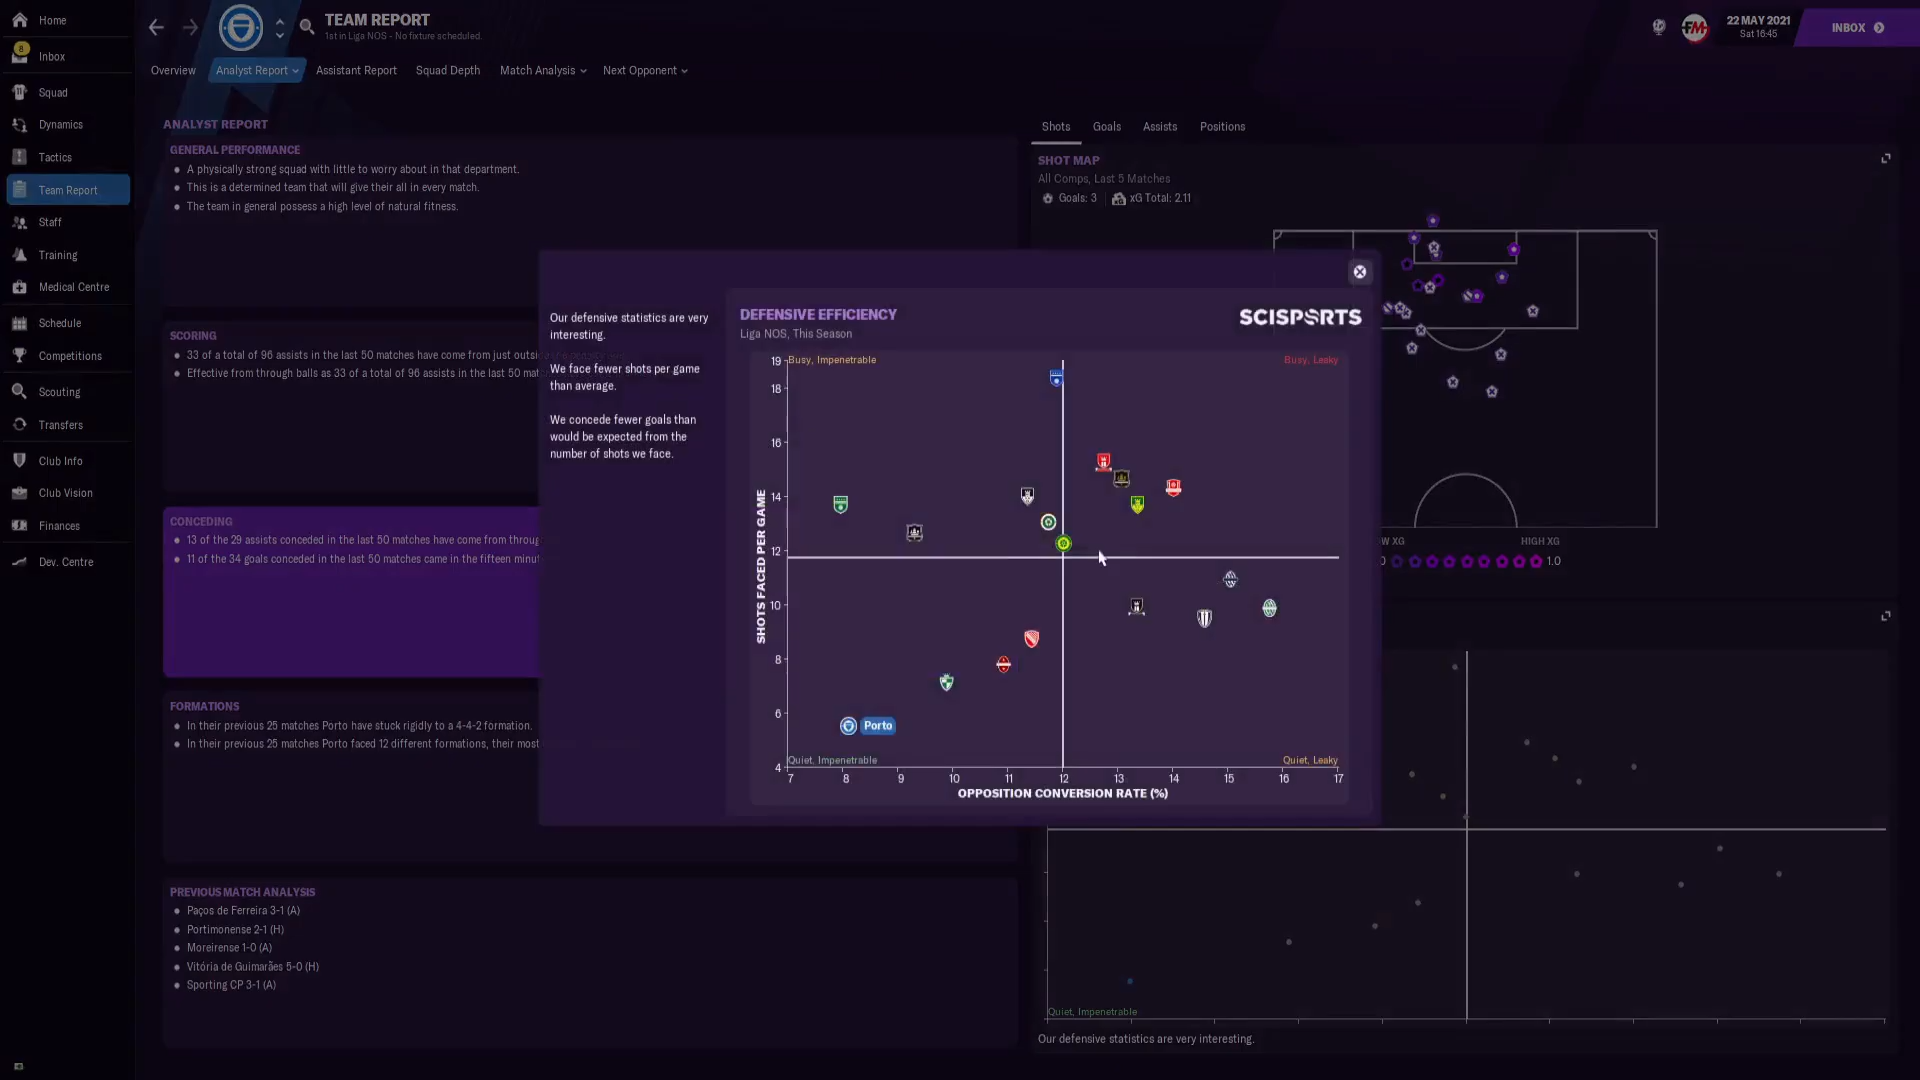 Home
8
Inbox
Squad
Dynamics
Tactics
Team Report
Staff
Training
Medical Centre
Schedule
Competitions
Scouting
Transfers
Club Info
Club Vision
Finances
Dev. Centre
TEAM REPORT
1st in Liga NOS - No fixture scheduled.
FM
22 MAY 2021
Sat 16:45
INBOX
Overview
Analyst Report
Assistant Report
Squad Depth
Match Analysis
Next Opponent
ANALYST REPORT
GENERAL PERFORMANCE
A physically strong squad with little to worry about in that department.
This is a determined team that will give their all in every match.
The team in general possess a high level of natural fitness.
SCORING
33 of a total of 96 assists in the last 50 matches have come from just outsi
Effective from through balls as 33 of a total of 96 assists in the last 50 mat
CONCEDING
13 of the 29 assists conceded in the last 50 matches have come from throug
11 of the 34 goals conceded in the last 50 matches came in the fifteen minut
FORMATIONS
In their previous 25 matches Porto have stuck rigidly to a 4-4-2 formation.
In their previous 25 matches Porto faced 12 different formations, their most
PREVIOUS MATCH ANALYSIS
Paços de Ferreira 3-1 (A)
Portimonense 2-1 (H)
Moreirense 1-0 (A)
Vitória de Guimarães 5-0 (H)
Sporting CP 3-1 (A)
Our defensive statistics are very
interesting.
We face fewer shots per game
than average.
We concede fewer goals than
would be expected from the
number of shots we face.
DEFENSIVE EFFICIENCY
Liga NOS, This Season
SCISPORTS
Busy, Impenetrable
Busy, Leaky
19
18
16
14
12
10
8
6
4
SHOTS FACED PER GAME
Porto
Quiet, Impenetrable
Quiet, Leaky
7 8 9 10 11 12 13 14 15 16 17
OPPOSITION CONVERSION RATE (%)
Shots
Goals
Assists
Positions
SHOT MAP
All Comps, Last 5 Matches
Goals: 3
xG Total: 2.11
W XG
HIGH XG
0
1.0
Quiet, Impenetrable
Our defensive statistics are very interesting.